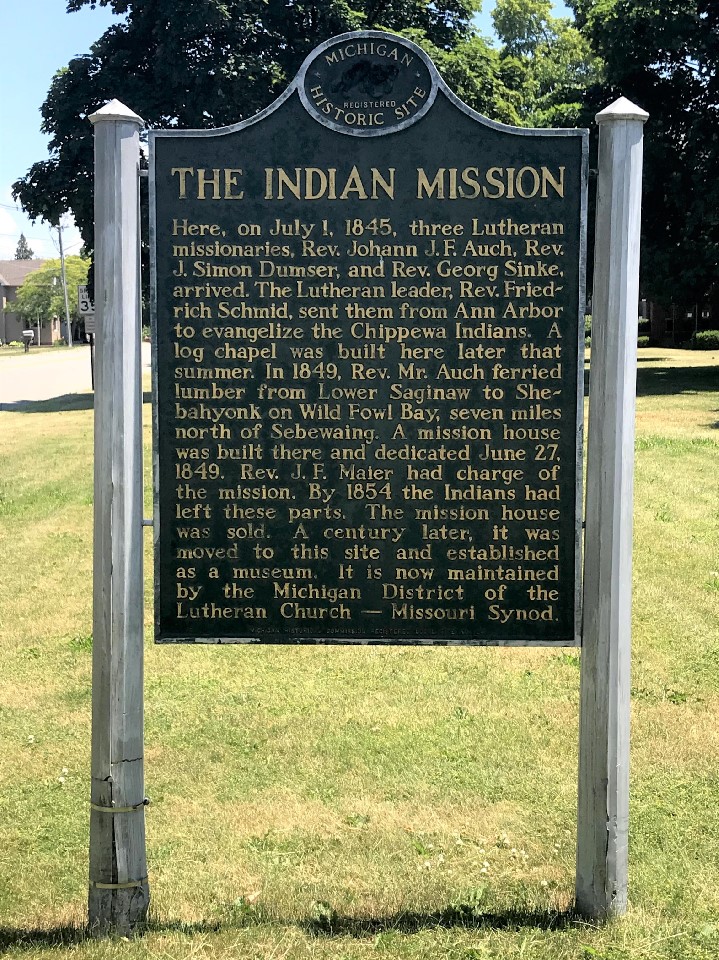 MICHIGAN
REGISTERED
HISTORIC SITE
THE INDIAN MISSION
Here, on July 1, 1845, three Lutheran
missionaries, Rev. Johann J. F. Auch, Rev.
J. Simon Dumser, and Rev. Georg Sinke,
arrived. The Lutheran leader, Rev. Fried-
rich Schmid, sent them from Ann Arbor
to evangelize the Chippewa Indians. A
log chapel was built here later that
summer. In 1849, Rev. Mr. Auch ferried
lumber from Lower Saginaw to She-
bahyonk on Wild Fowl Bay, seven miles
north of Sebewaing. A mission house
was built there and dedicated June 27,
1849. Rev. J. F. Maier had charge of
the mission. By 1854 the Indians had
left these parts. The mission house
was sold. A century later, it was
moved to this site and established
as a museum. It is now maintained
by the Michigan District of the
Lutheran Church — Missouri Synod.